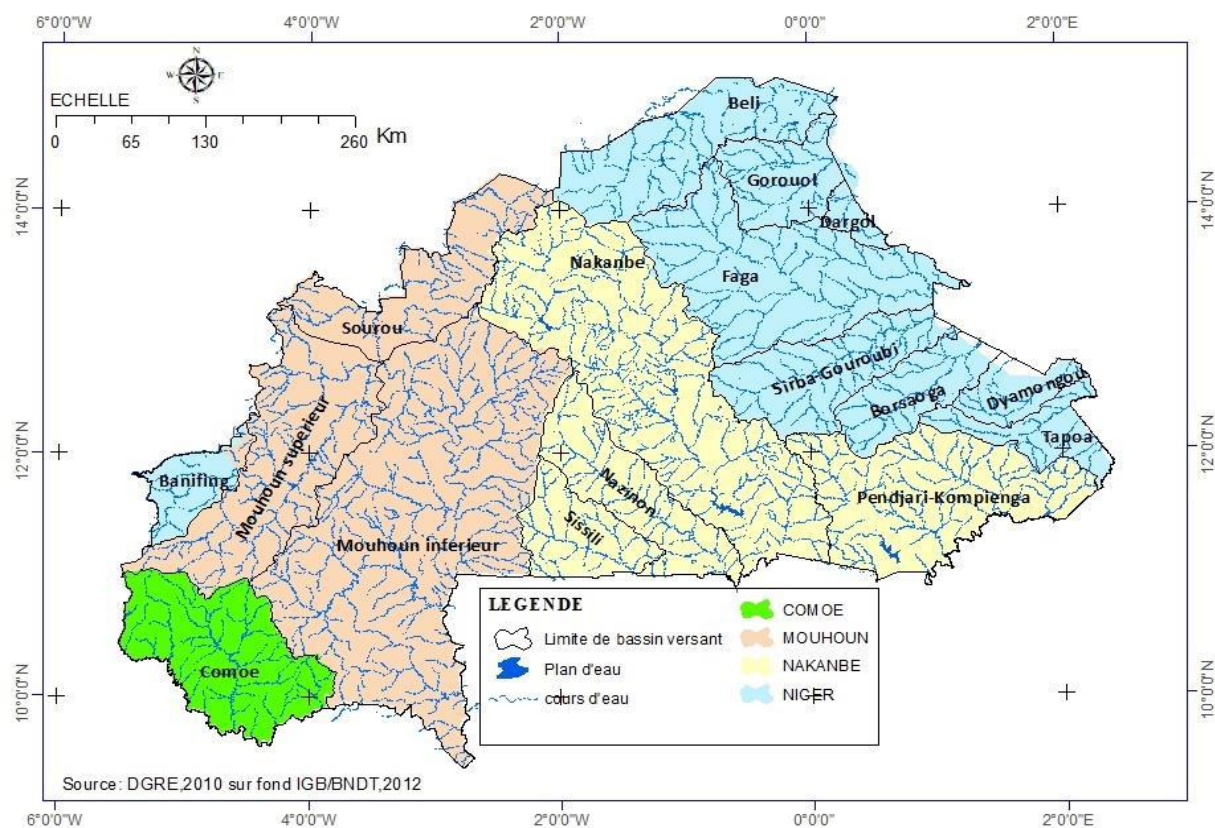 6°0'0"W 4°0'0"W 2°0'0"W 0°0'0" 2°0'0"E
N
W E
S
ECHELLE
0 65 130 260 Km
14°0'0"N 14°0'0"N
12°0'0"N 12°0'0"N
10°0'0"N 10°0'0"N
Beli
Gorouol
Dargol
Nakanbe
Faga
Sourou
Sirba-Gouroubi
Borsaoga
Dyamongou
Tapoa
Banifing
Mouhoun superieur
Nazinon
Pendjari-Kompienga
Sissili
Mouhoun inferieur
Comoe
LEGENDE
Limite de bassin versant
Plan d'eau
cours d'eau
COMOE
MOUHOUN
NAKANBE
NIGER
Source: DGRE,2010 sur fond IGB/BNDT,2012
6°0'0"W 4°0'0"W 2°0'0"W 0°0'0" 2°0'0"E